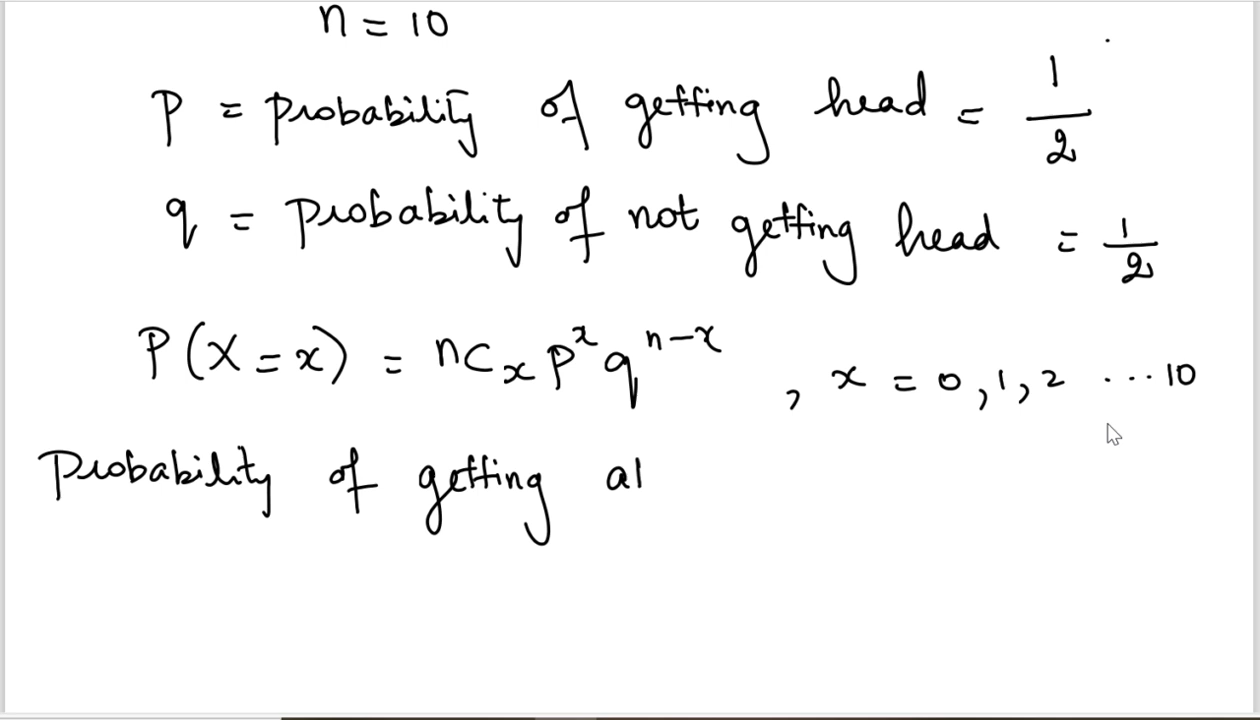 n = 10
P = probability of getting head = 1/2
q = probability of not getting head = 1/2
P(X=x) = nCx p^x q^(n-x) , x = 0, 1, 2 ... 10
Probability of getting al